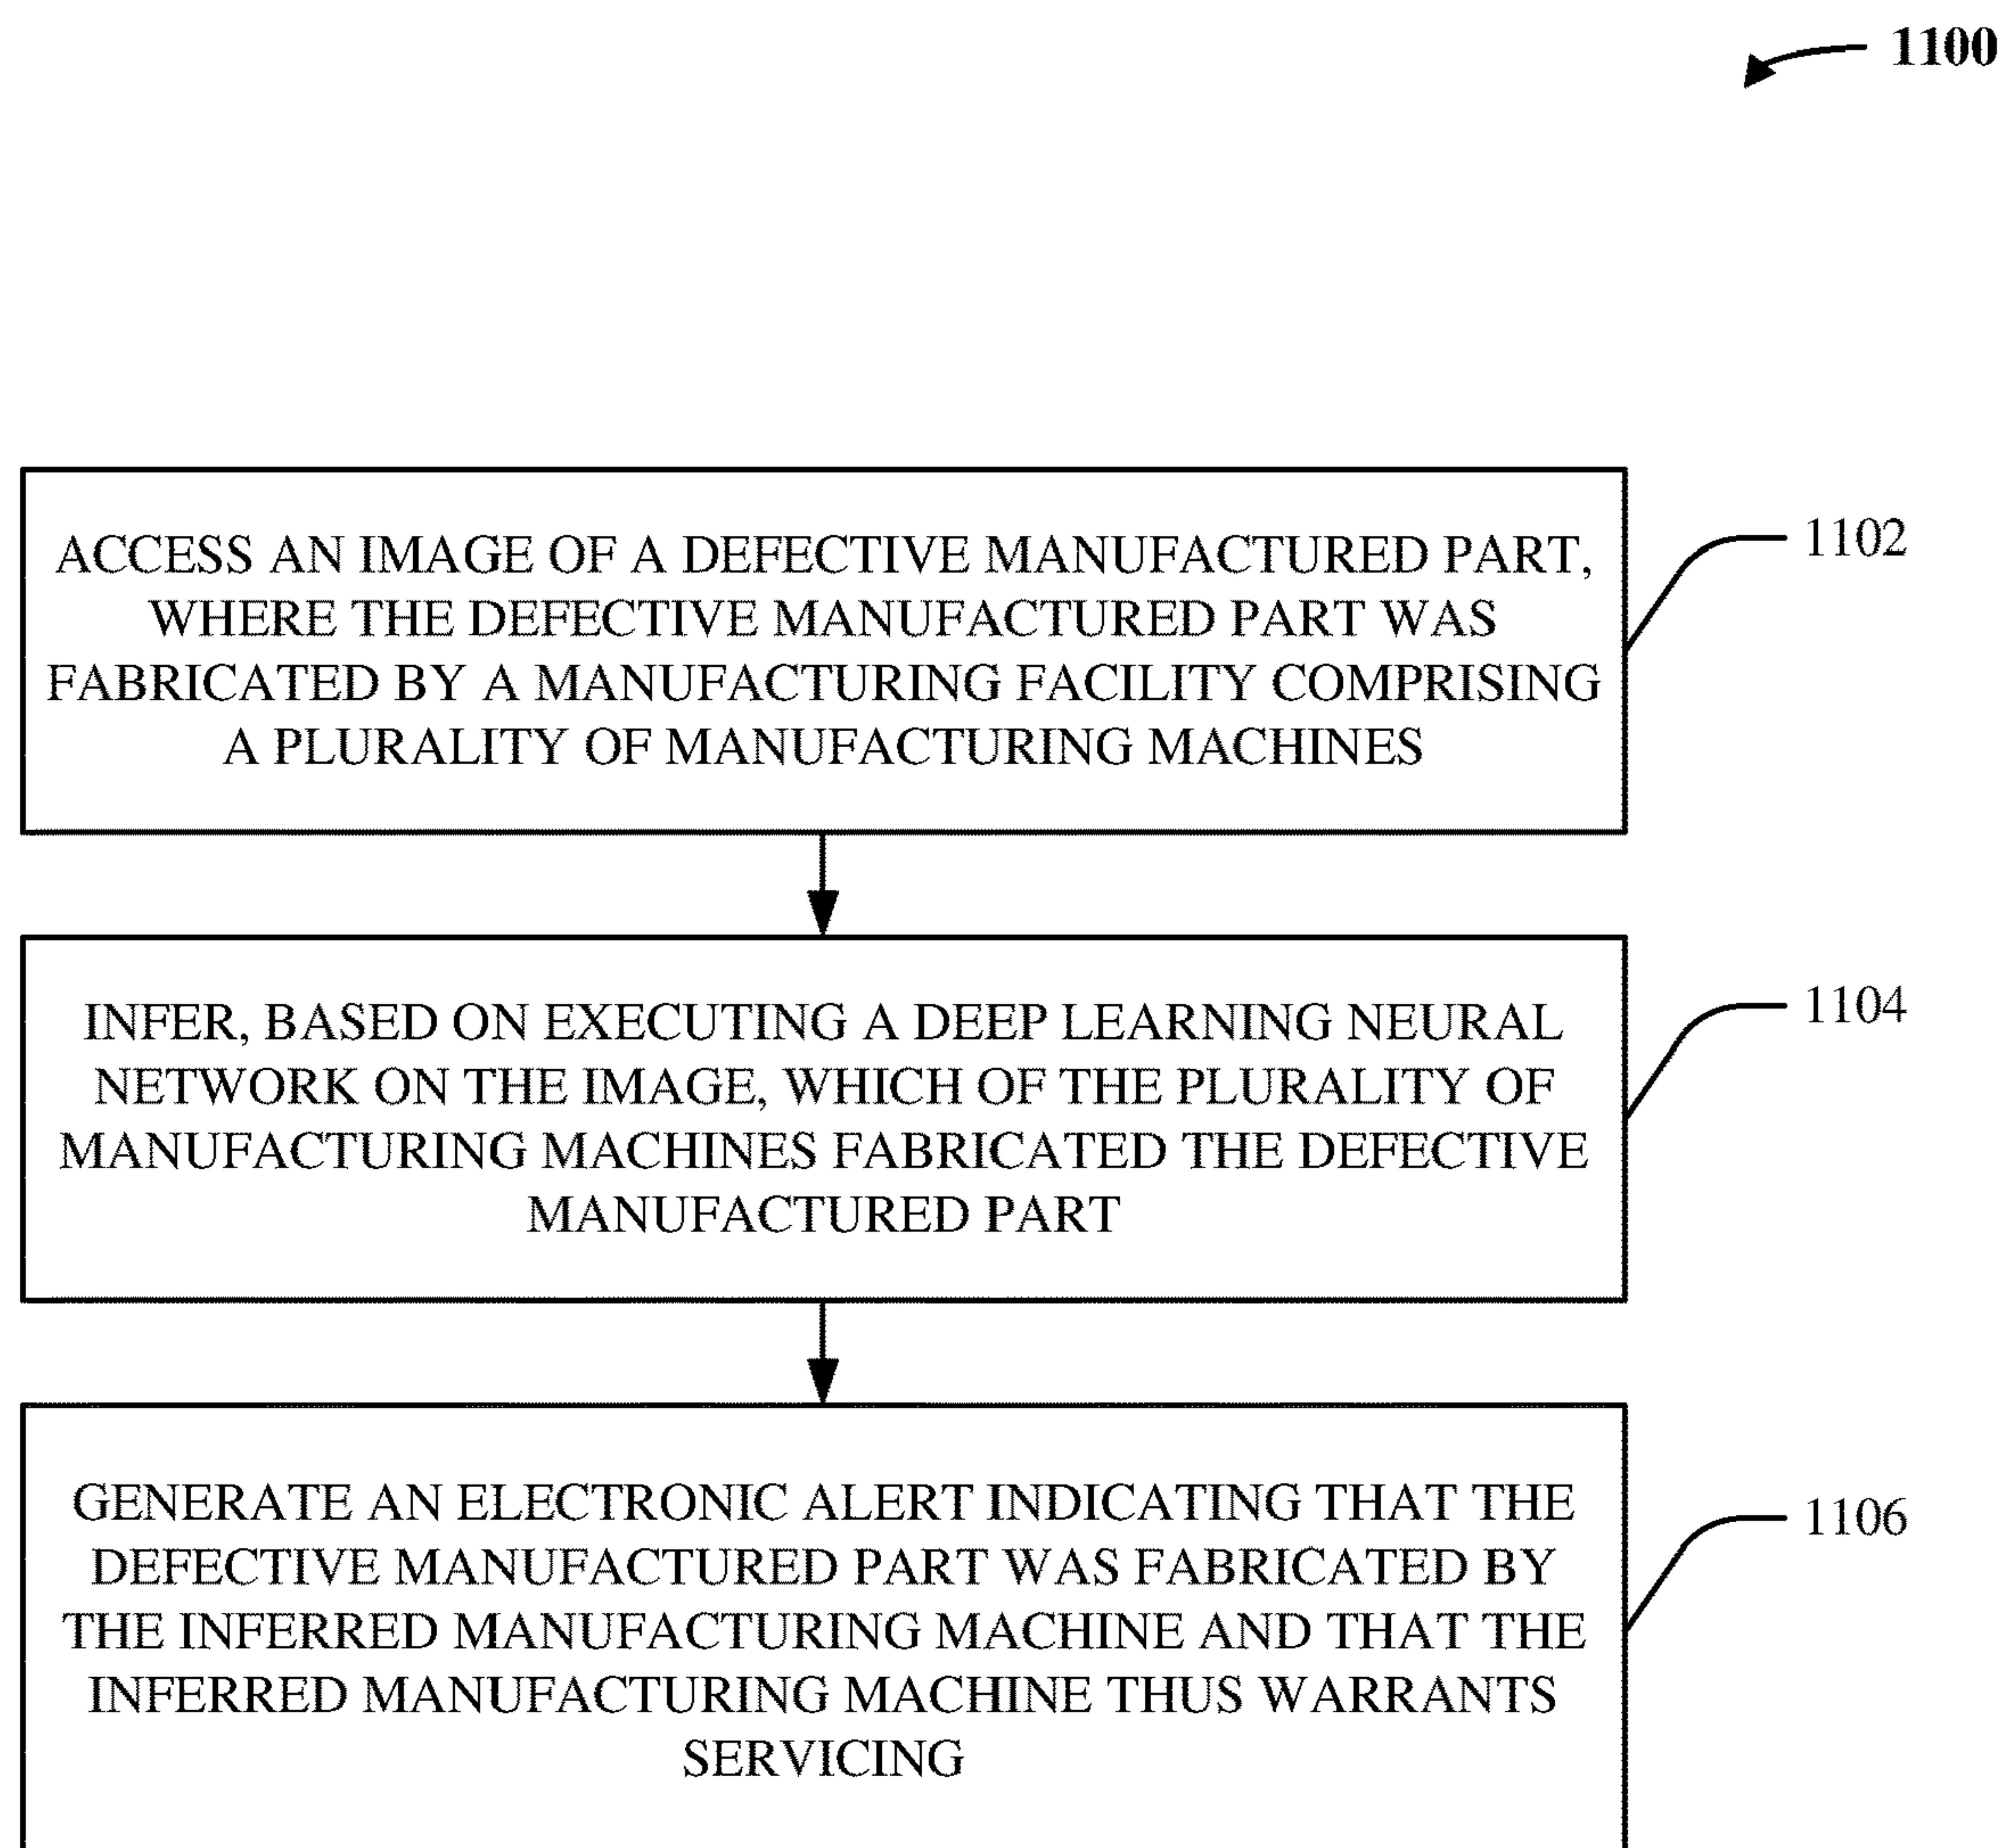 1100
ACCESS AN IMAGE OF A DEFECTIVE MANUFACTURED PART,
WHERE THE DEFECTIVE MANUFACTURED PART WAS
FABRICATED BY A MANUFACTURING FACILITY COMPRISING
A PLURALITY OF MANUFACTURING MACHINES
1102
INFER, BASED ON EXECUTING A DEEP LEARNING NEURAL
NETWORK ON THE IMAGE, WHICH OF THE PLURALITY OF
MANUFACTURING MACHINES FABRICATED THE DEFECTIVE
MANUFACTURED PART
1104
GENERATE AN ELECTRONIC ALERT INDICATING THAT THE
DEFECTIVE MANUFACTURED PART WAS FABRICATED BY
THE INFERRED MANUFACTURING MACHINE AND THAT THE
INFERRED MANUFACTURING MACHINE THUS WARRANTS
SERVICING
1106